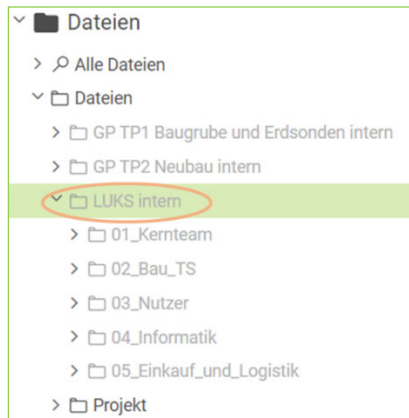 Dateien
Alle Dateien
Dateien
GP TP1 Baugrube und Erdsonden intern
GP TP2 Neubau intern
LUKS intern
01_Kernteam
02_Bau_TS
03_Nutzer
04_Informatik
05_Einkauf_und_Logistik
Projekt